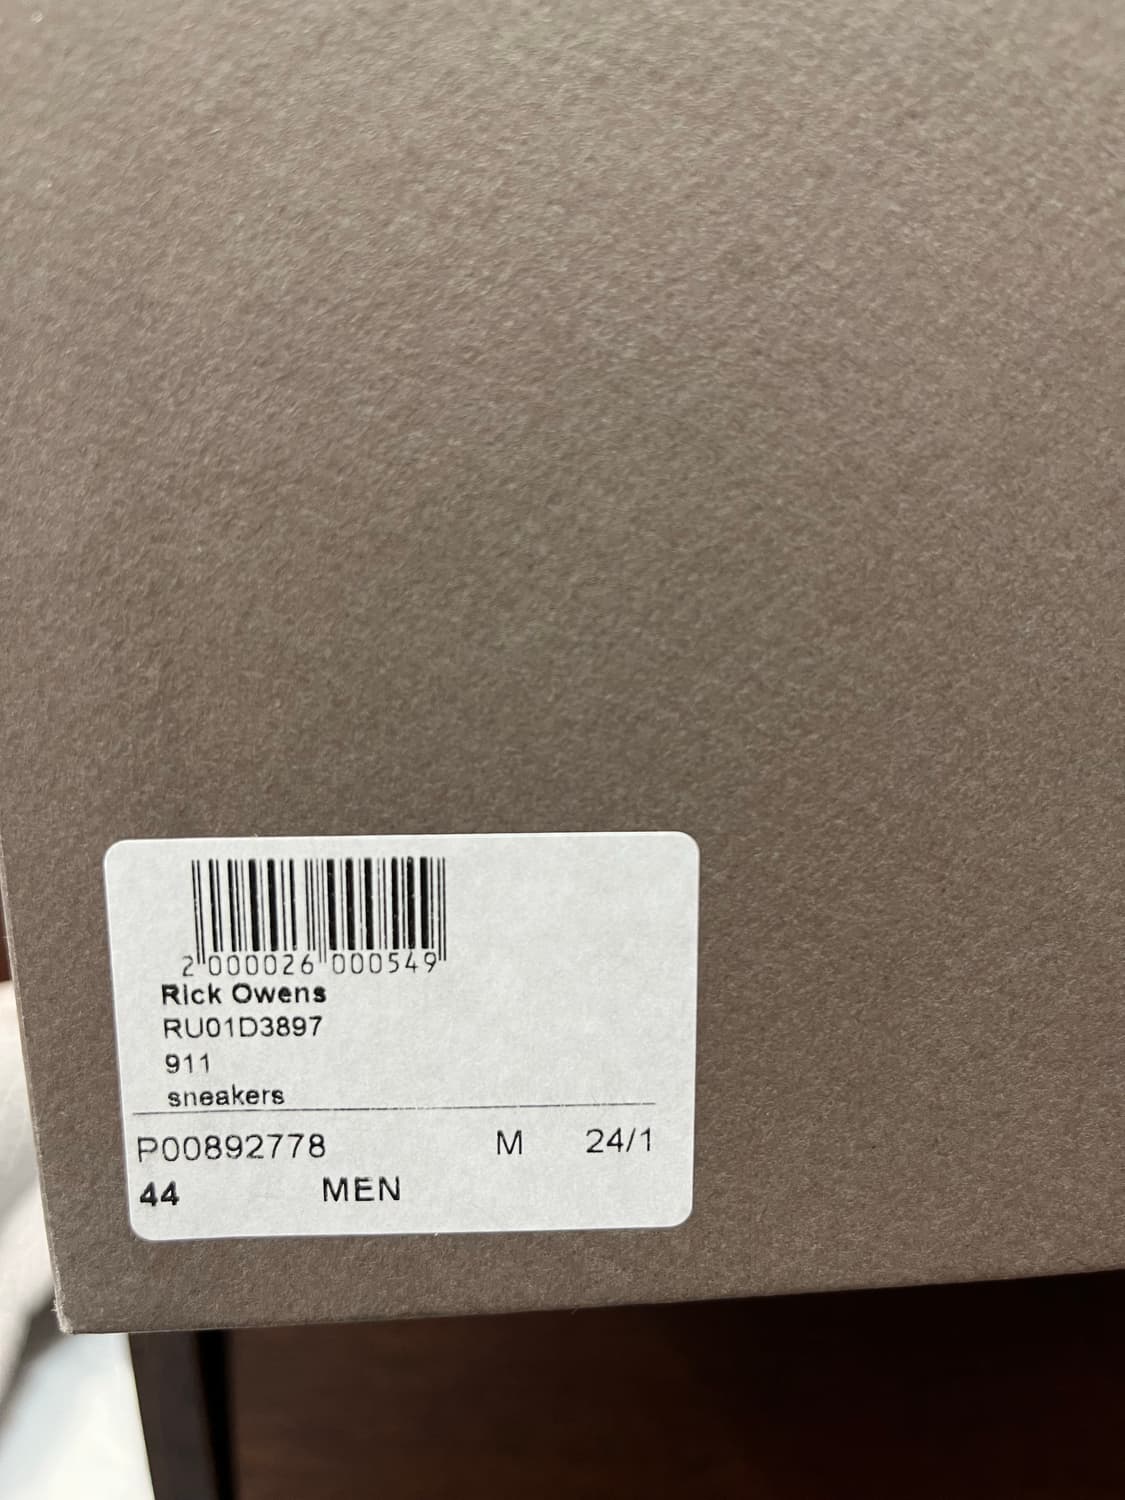 2 000026 000549
Rick Owens
RU01D3897
911
sneakers
P00892778 M 24/1
44 MEN